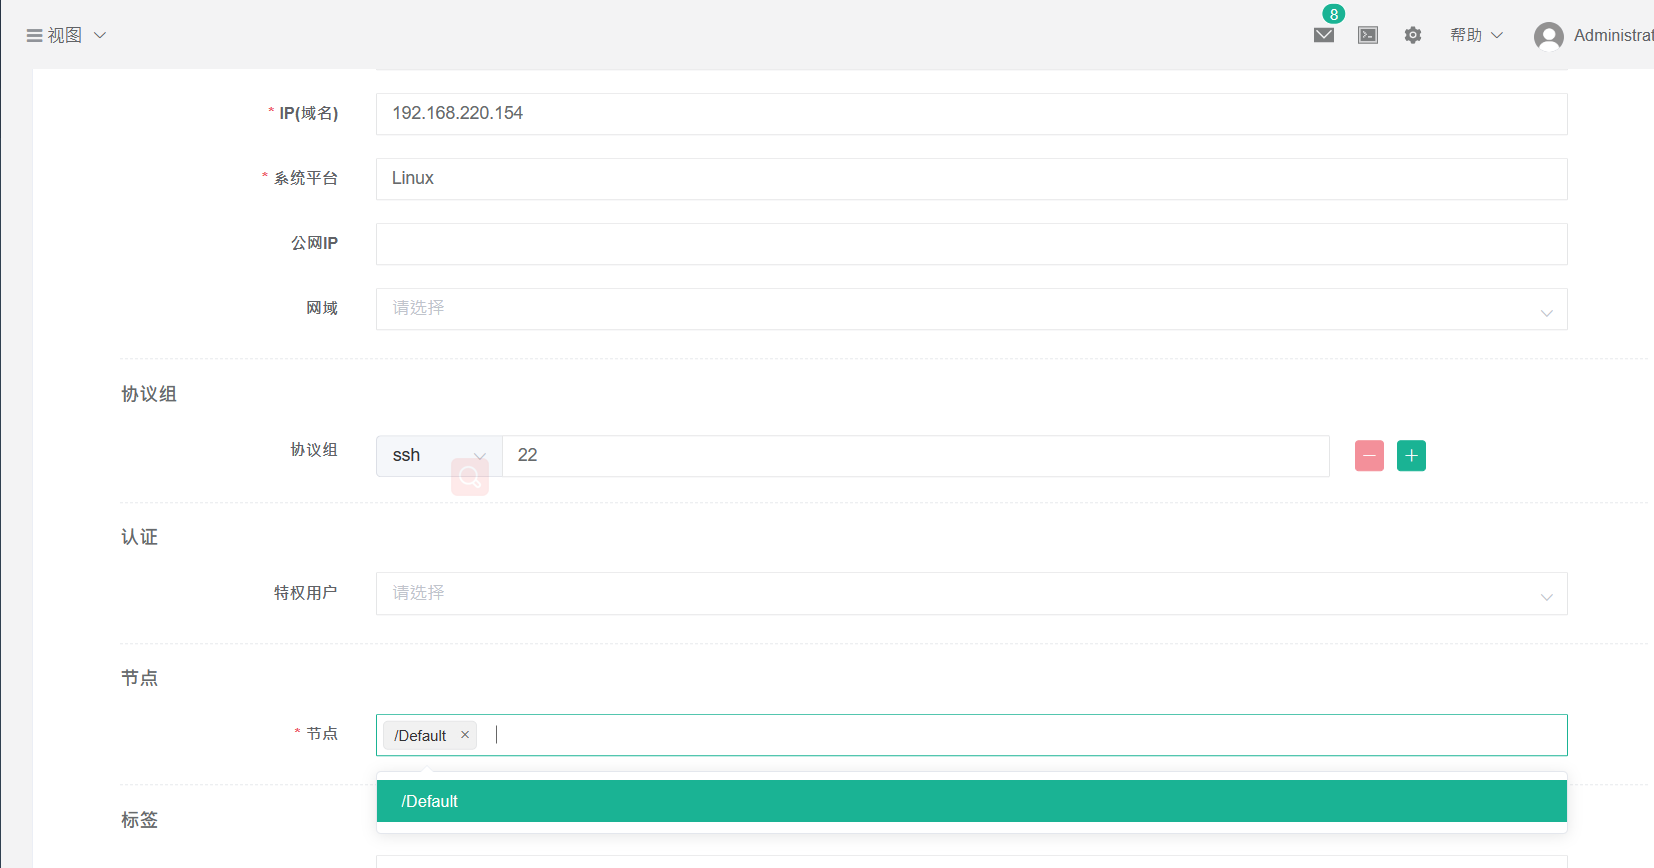 视图
8
帮助
Administrat
* IP(域名)
192.168.220.154
* 系统平台
Linux
公网IP
网域
请选择
协议组
协议组
ssh
22
认证
特权用户
请选择
节点
* 节点
/Default ×
/Default
标签